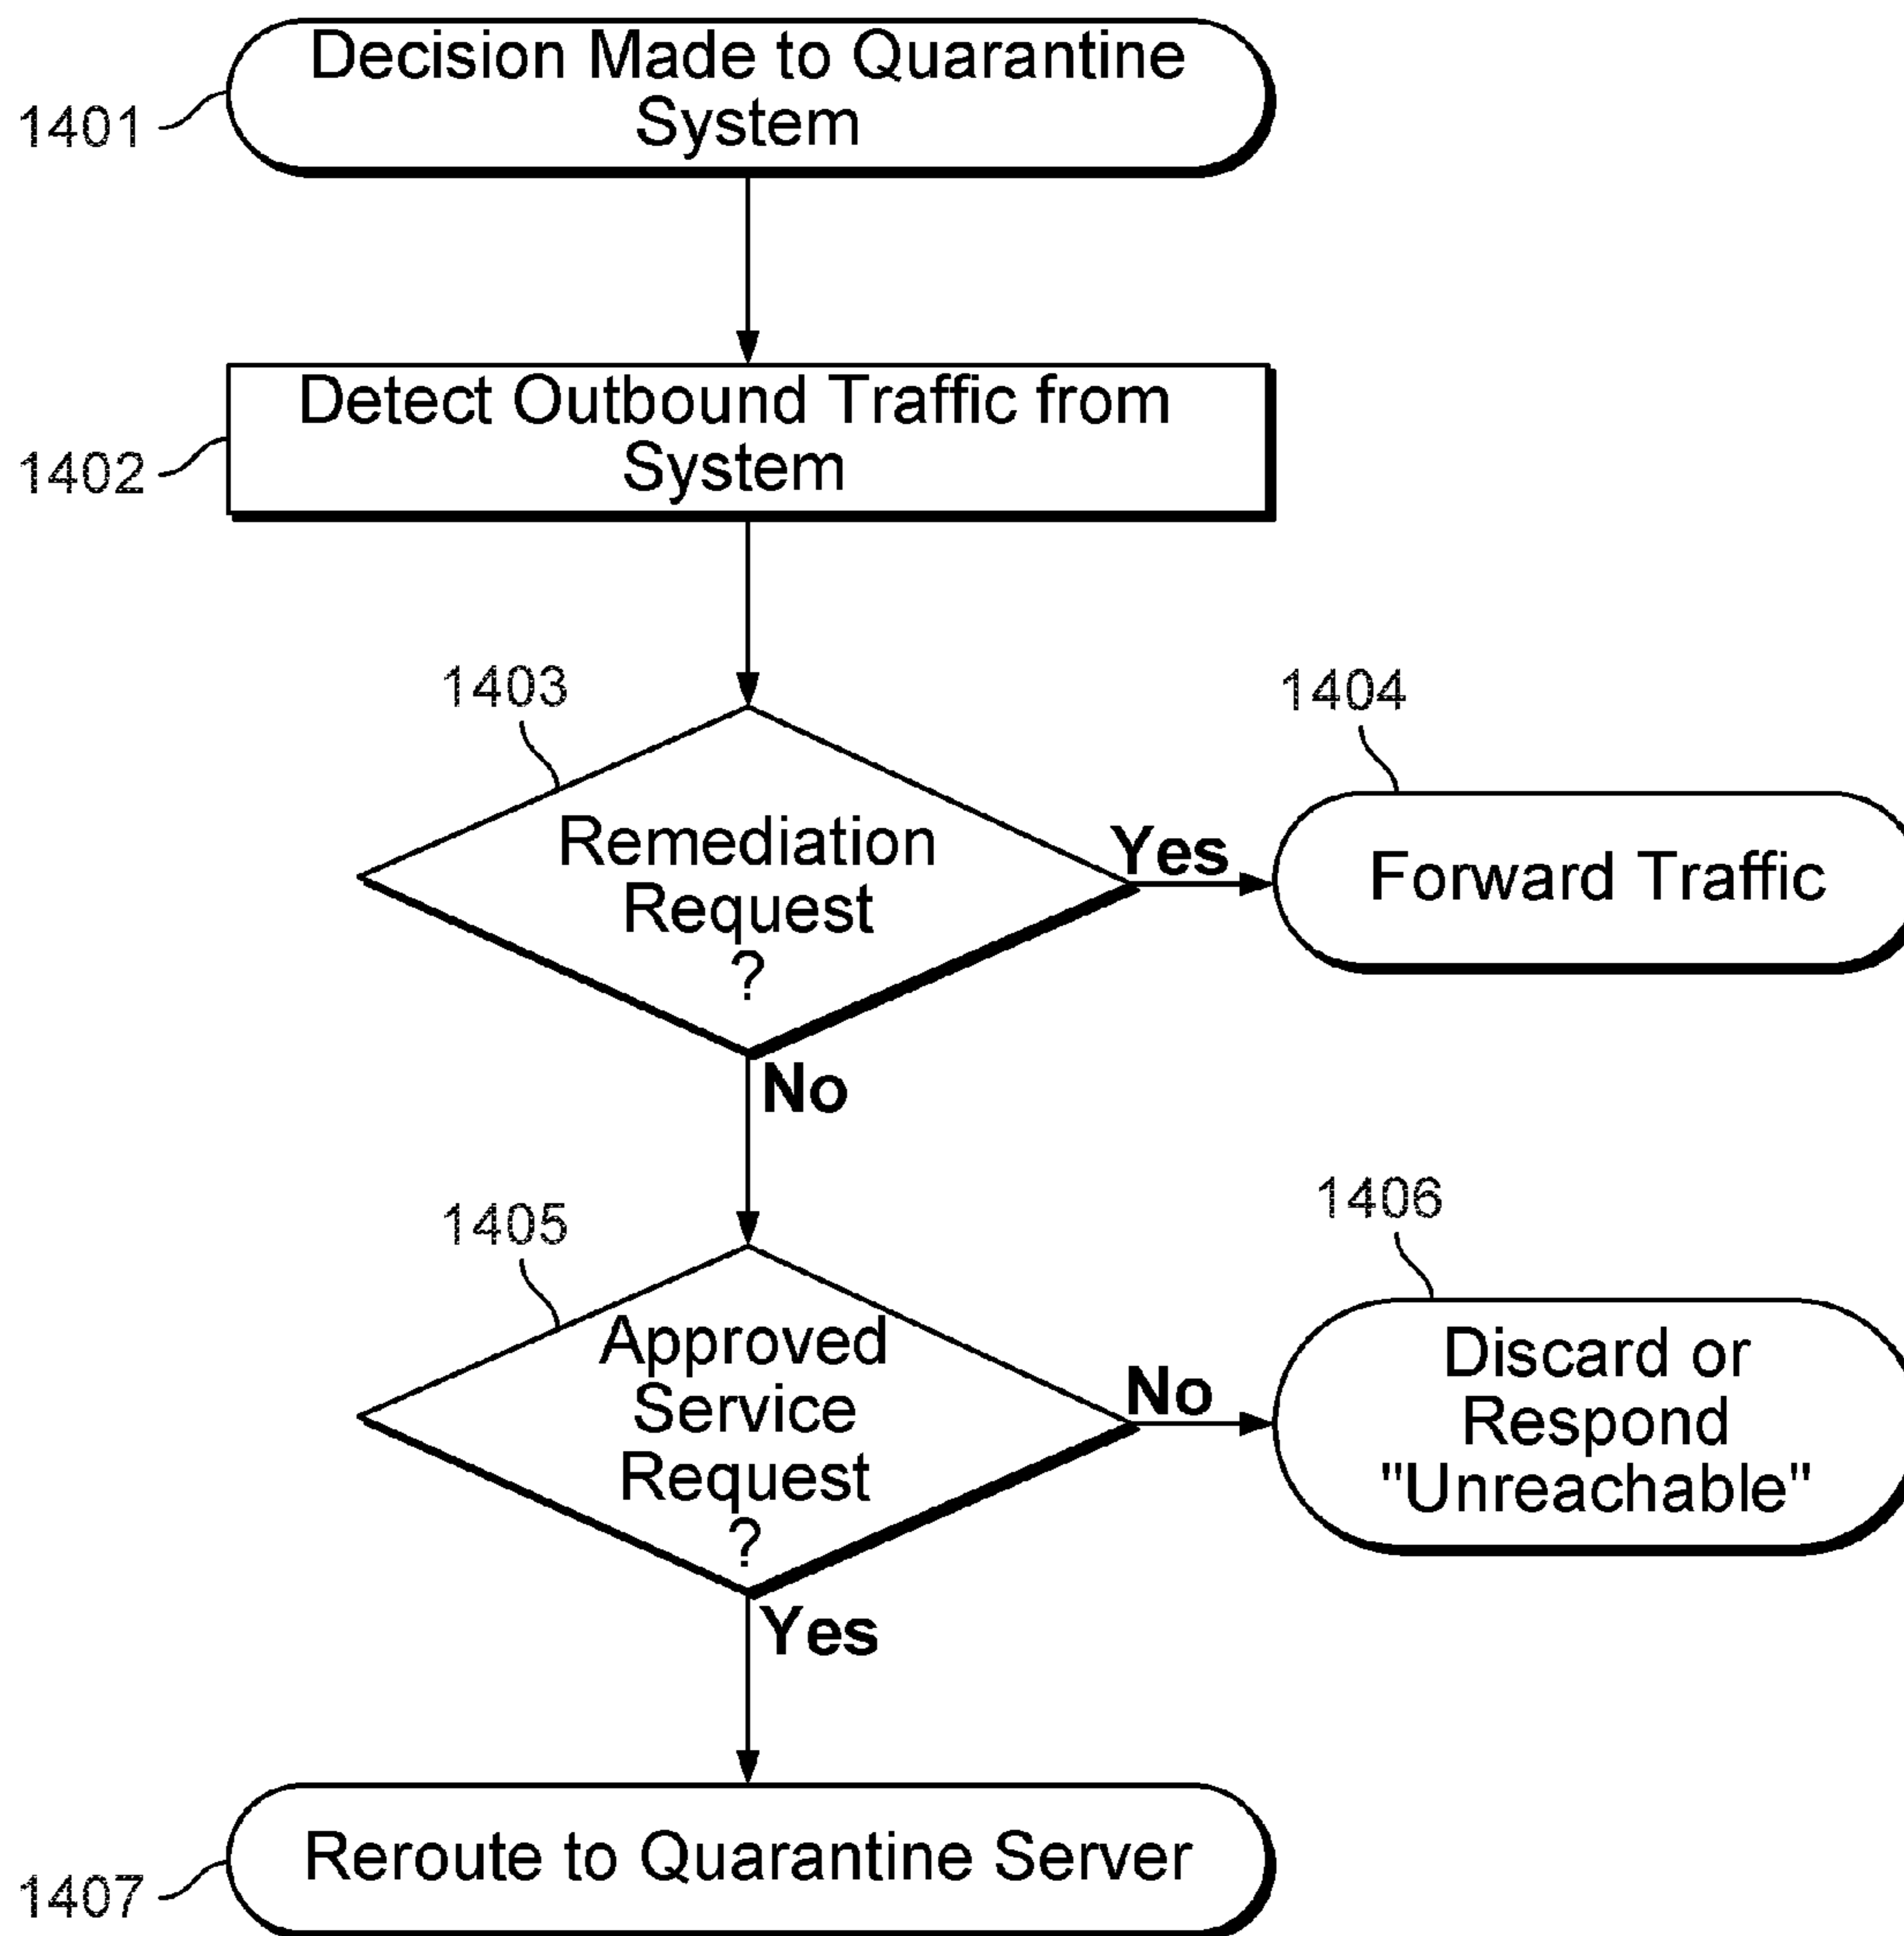 Decision Made to Quarantine
System
1401
Detect Outbound Traffic from
System
1402
1403
Remediation
Request
?
Yes
1404
Forward Traffic
No
1405
Approved
Service
Request
?
No
1406
Discard or
Respond
"Unreachable"
Yes
Reroute to Quarantine Server
1407